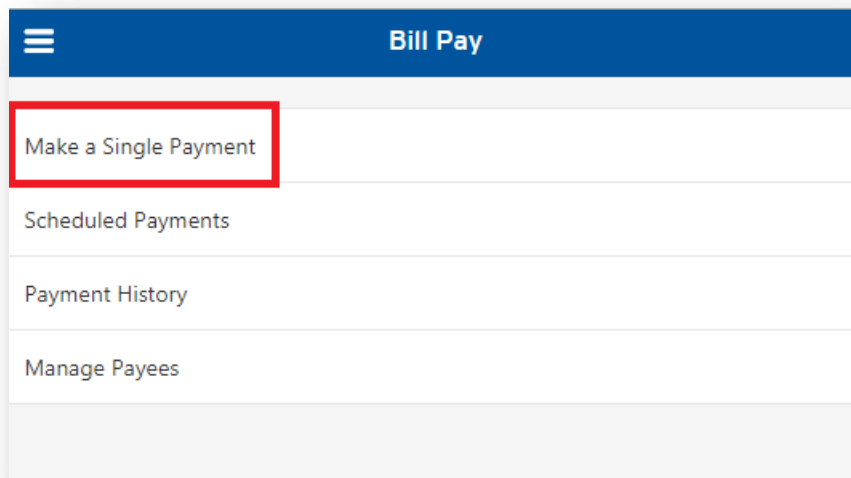 Bill Pay
Make a Single Payment
Scheduled Payments
Payment History
Manage Payees